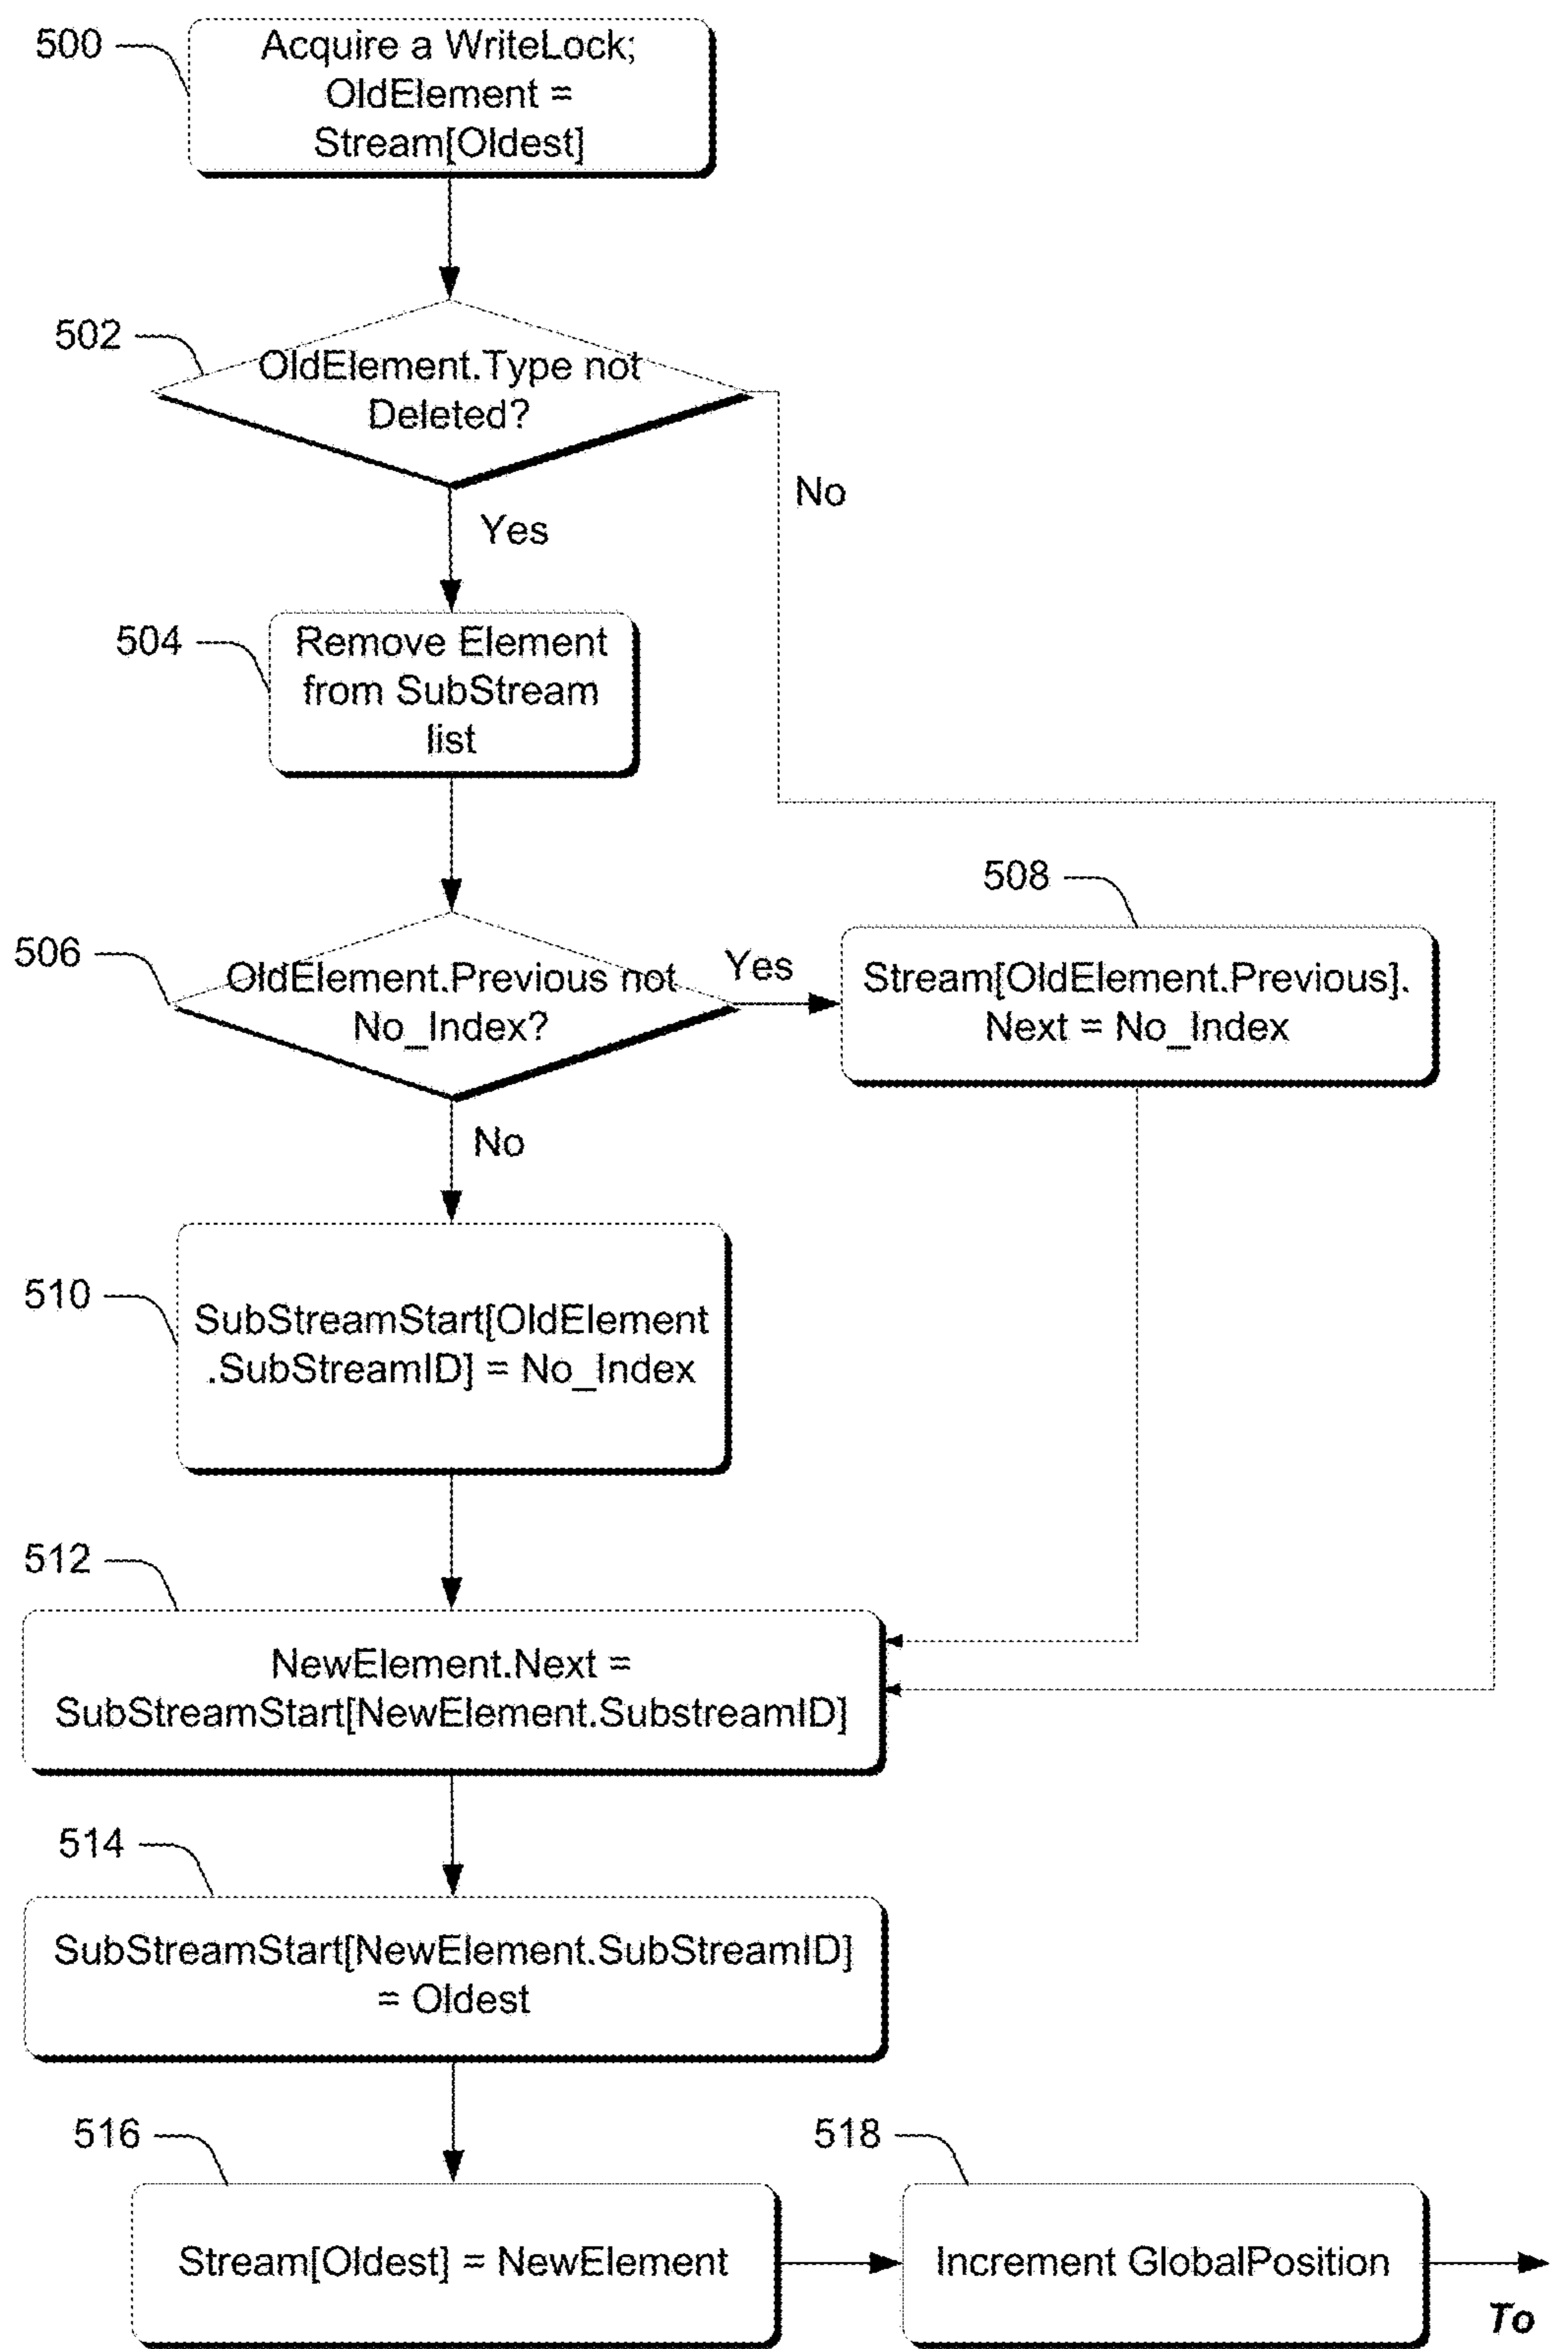 500
Acquire a WriteLock;
OldElement =
Stream[Oldest]
502
OldElement.Type not
Deleted?
No
Yes
504
Remove Element
from SubStream
list
508
506
OldElement.Previous not
No_Index?
Yes
Stream[OldElement.Previous].
Next = No_Index
No
510
SubStreamStart[OldElement
.SubStreamID] = No_Index
512
NewElement.Next =
SubStreamStart[NewElement.SubstreamID]
514
SubStreamStart[NewElement.SubStreamID]
= Oldest
516
518
Stream[Oldest] = NewElement
Increment GlobalPosition
To